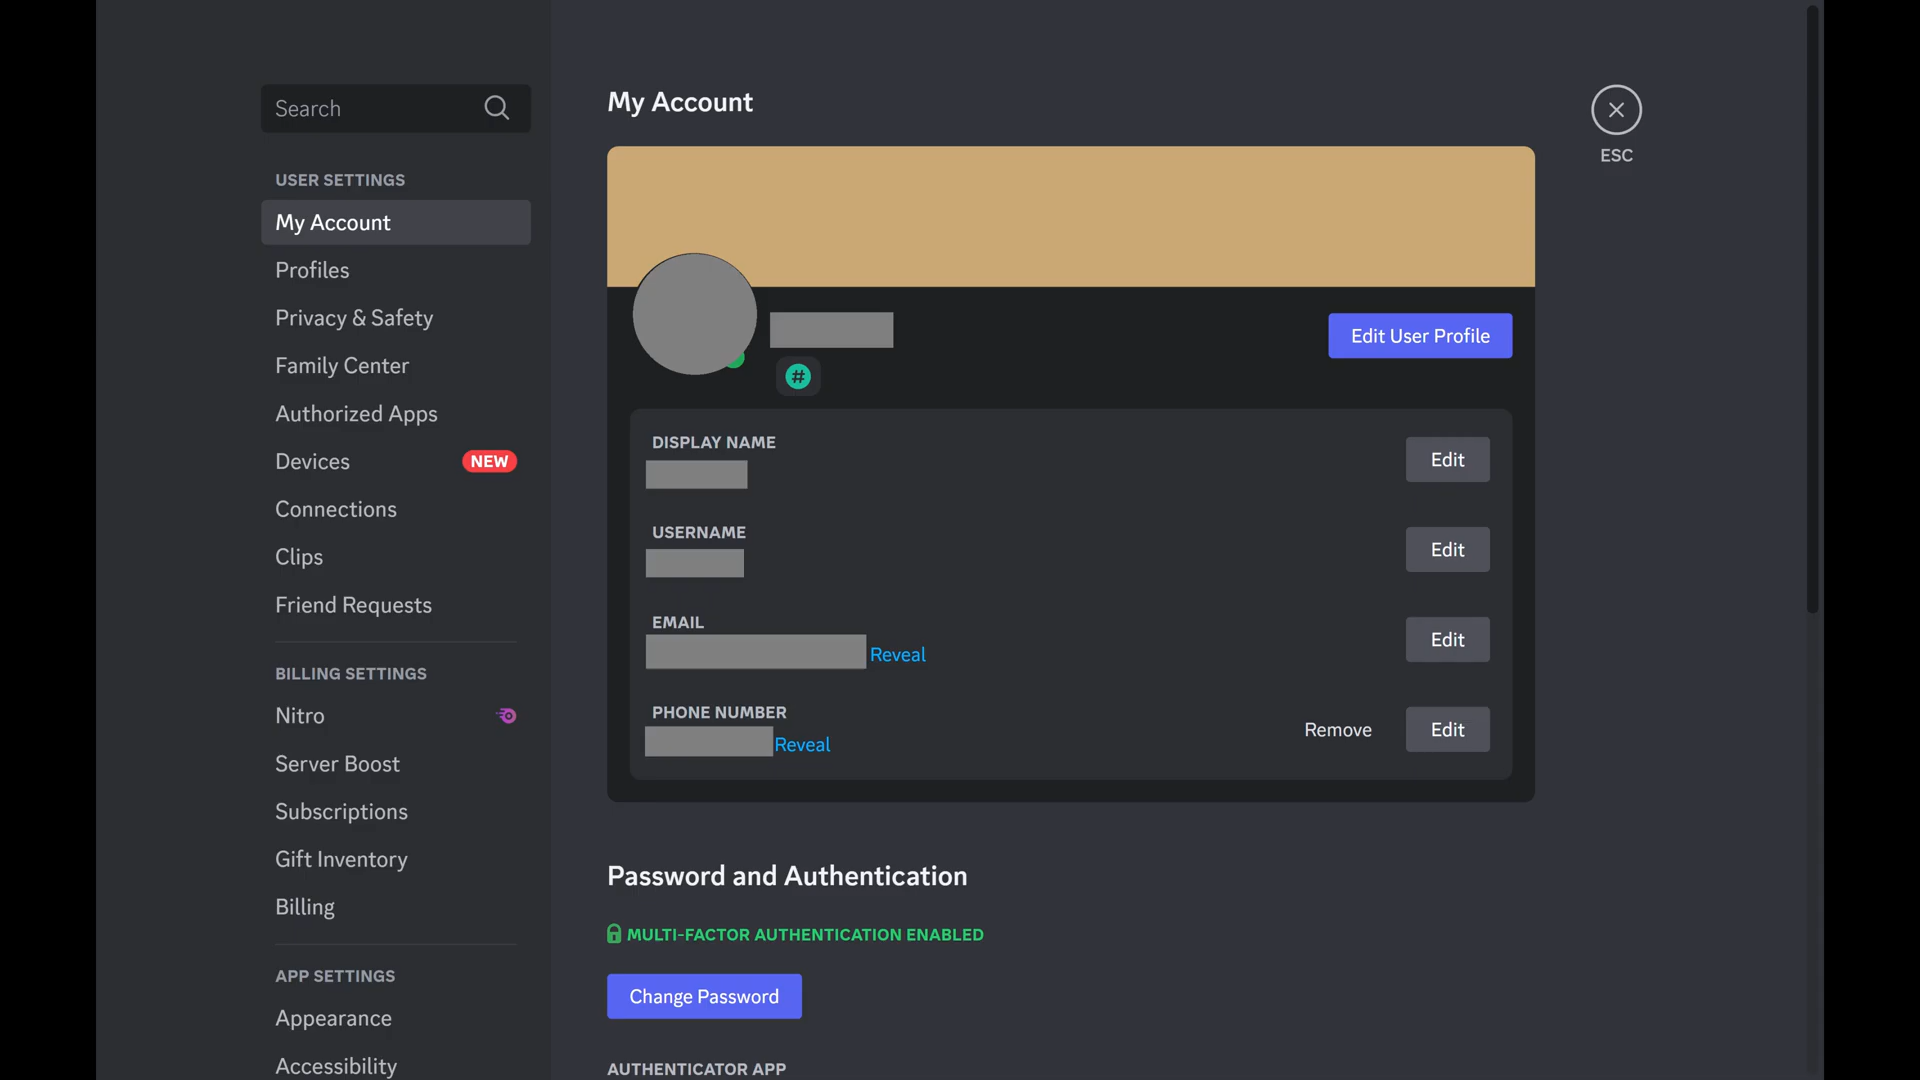 Search
USER SETTINGS
My Account
Profiles
Privacy & Safety
Family Center
Authorized Apps
Devices NEW
Connections
Clips
Friend Requests
BILLING SETTINGS
Nitro
Server Boost
Subscriptions
Gift Inventory
Billing
APP SETTINGS
Appearance
Accessibility
My Account
ESC
#
Edit User Profile
DISPLAY NAME
Edit
USERNAME
Edit
EMAIL
Reveal
Edit
PHONE NUMBER
Reveal
Remove
Edit
Password and Authentication
MULTI-FACTOR AUTHENTICATION ENABLED
Change Password
AUTHENTICATOR APP